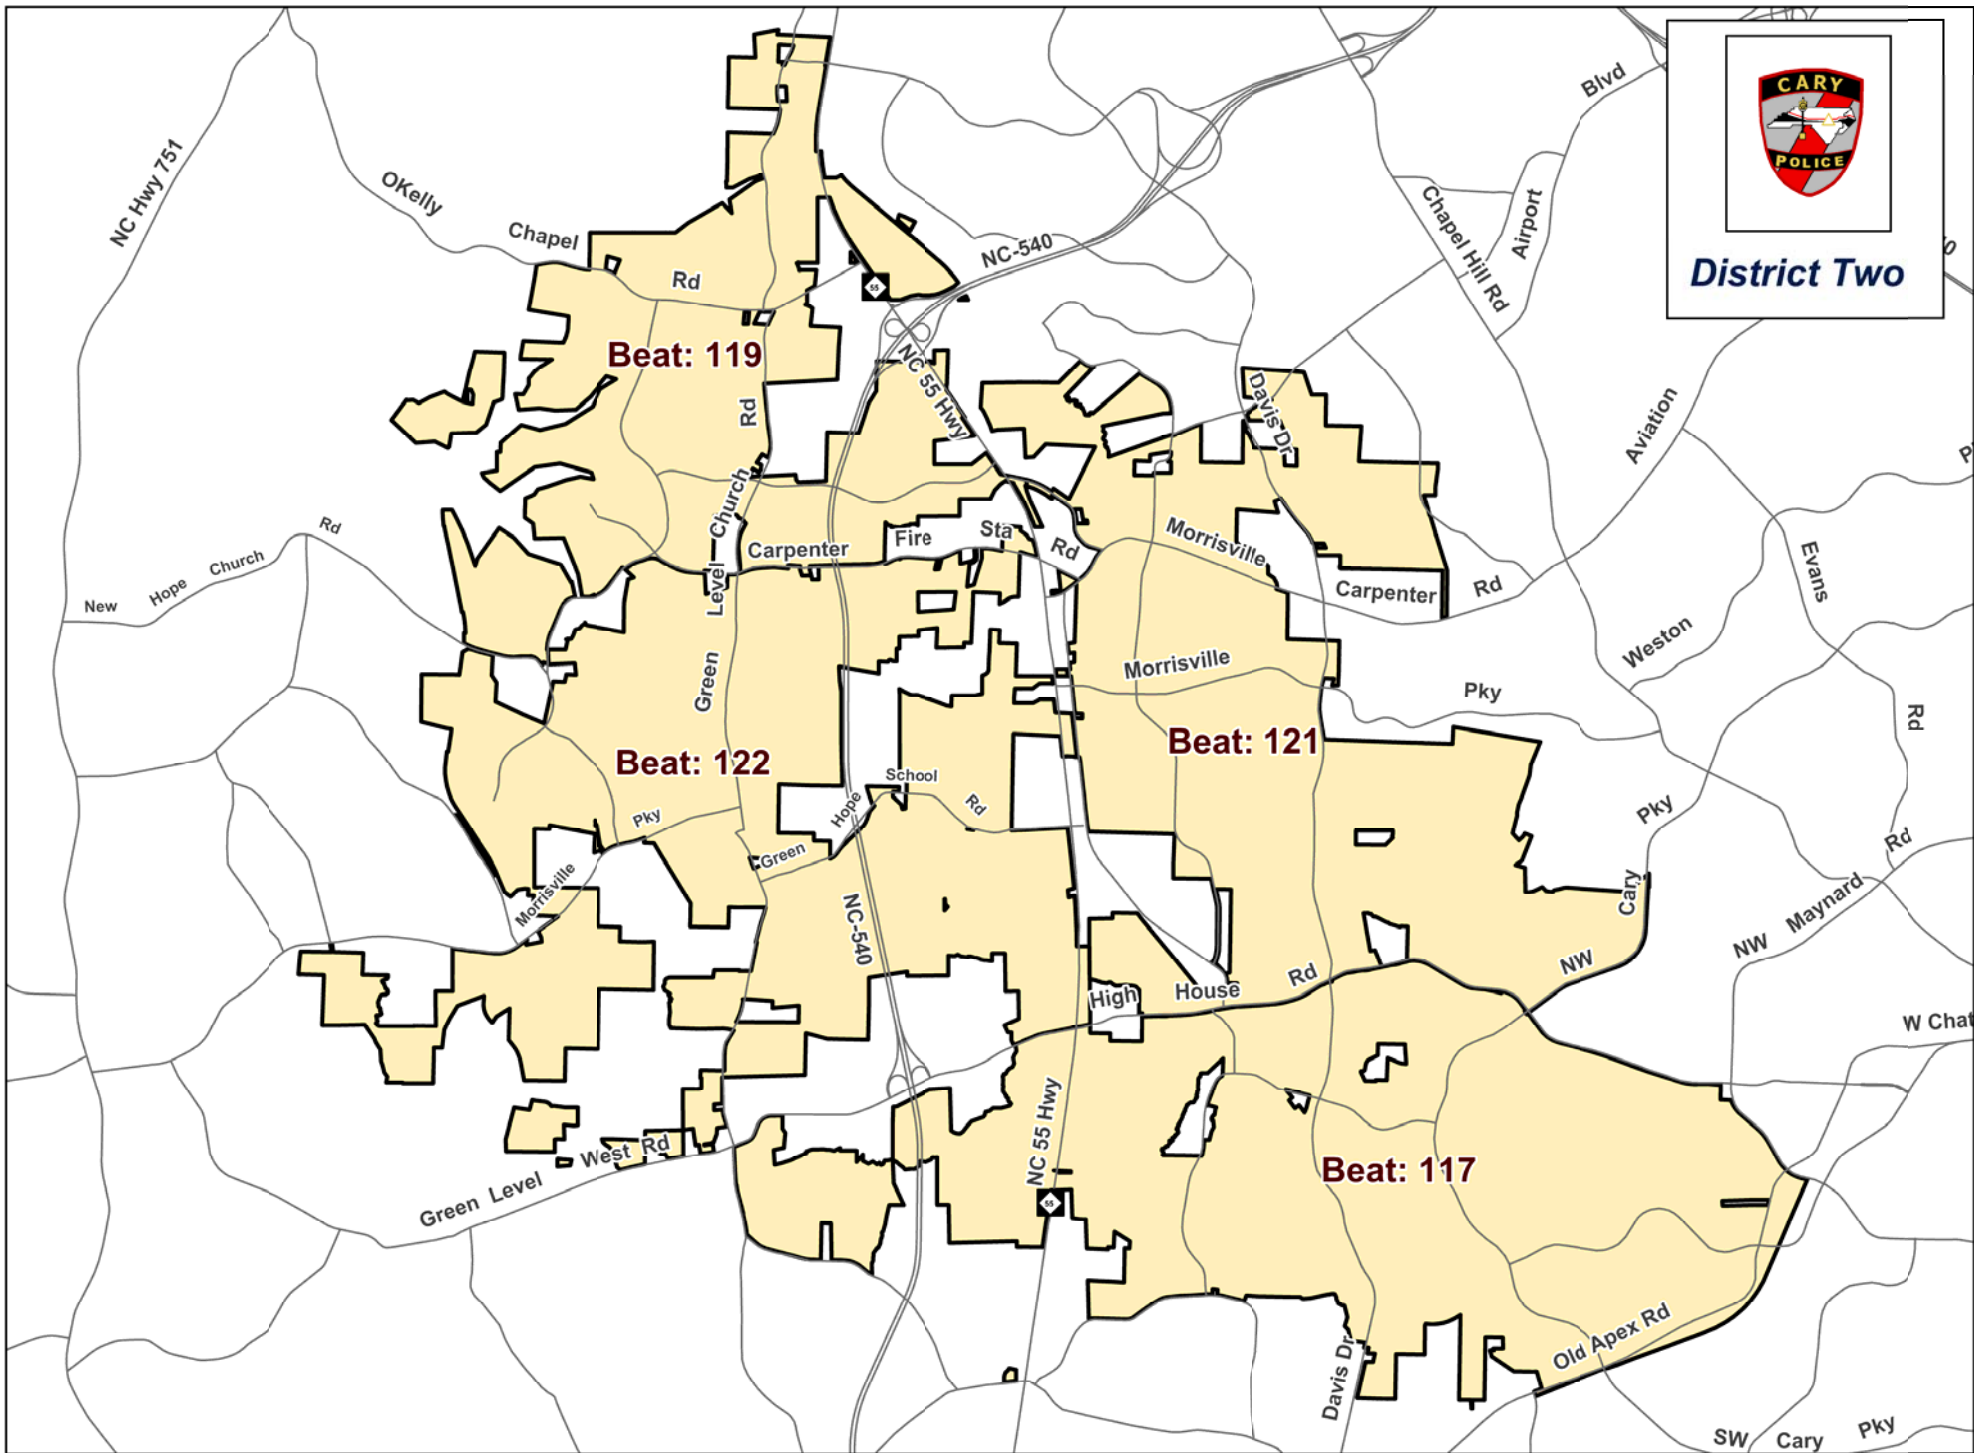 CARY
POLICE
District Two
Blvd
NC Hwy 751
OKelly
Chapel
Rd
NC-540
Chapel Hill Rd
Airport
55
Beat: 119
NC 55 Hwy
Rd
Davis Dr
Aviation
Level Church
Rd
New Hope Church
Carpenter
Fire
Sta
Rd
Morrisville
Carpenter
Rd
Evans
Weston
Green
Morrisville
Pky
Rd
Beat: 122
Beat: 121
School
Hope
Rd
Pky
Green
Pky
Rd
Morrisville
NC-540
Cary
NW Maynard
NW
Rd
High
House
W Chat
NC 55 Hwy
West Rd
Green Level
Beat: 117
55
Old Apex Rd
Davis Dr
SW Cary Pky